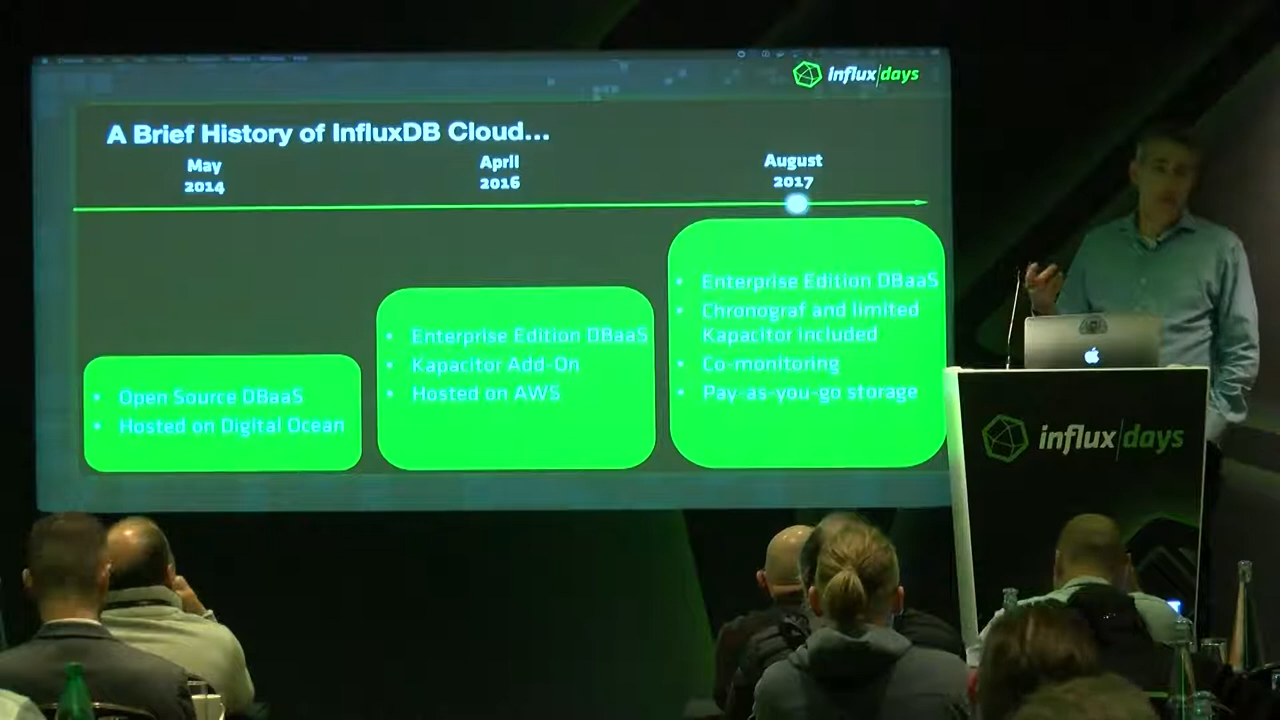 influx|days
A Brief History of InfluxDB Cloud...
May
2014
April
2016
August
2017
• Open Source DBaaS
• Hosted on Digital Ocean
• Enterprise Edition DBaaS
• Kapacitor Add-On
• Hosted on AWS
• Enterprise Edition DBaaS
• Chronograf and limited
Kapacitor included
• Co-monitoring
• Pay-as-you-go storage
influx|days